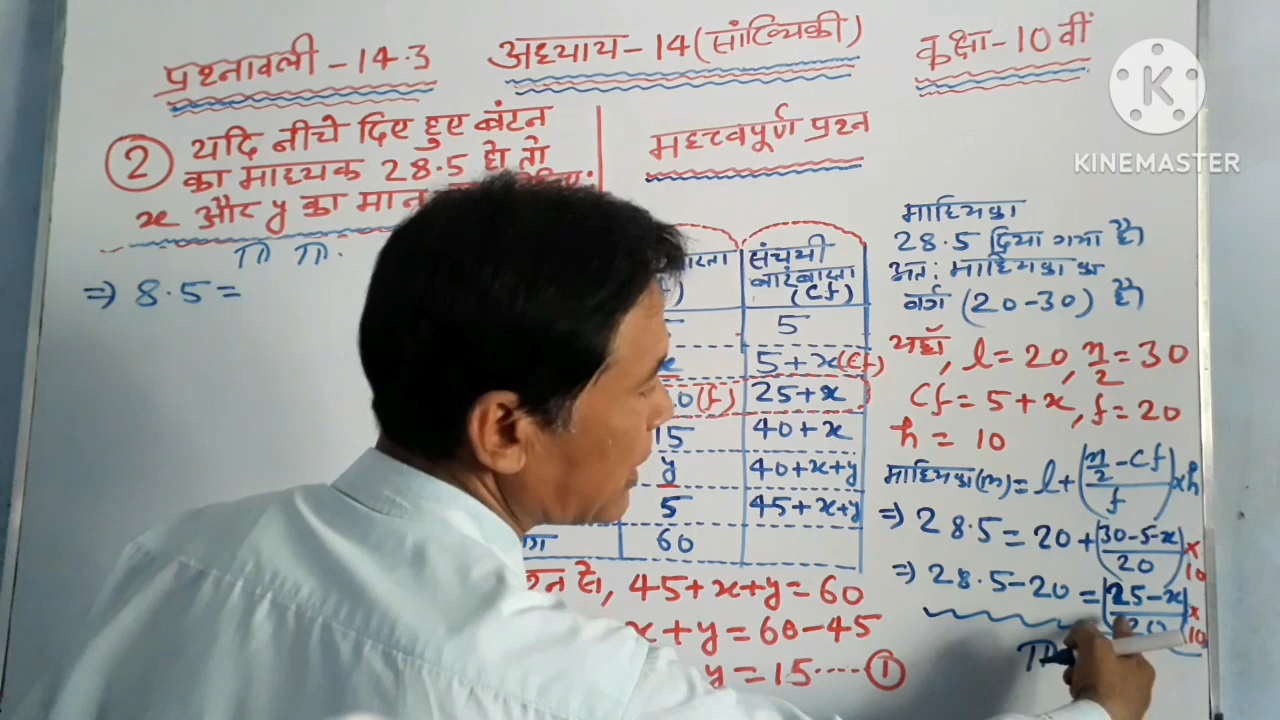 प्रश्नावली - 14.3
अध्याय - 14 (सांख्यिकी)
कक्षा - 10 वीं
K
KINEMASTER
2 यदि नीचे दिए हुए बंटन
का माध्यक 28.5 हो तो
x और y का मान
महत्त्वपूर्ण प्रश्न
⇒ 8.5 =
संचयी
बारंबारता
(cf)
5
x
5+x(cf)
(f)
25+x
15
40+x
y
40+x+y
5
45+x+y
60
45+x+y=60
x+y=60-45
y=15 ---- 1
माध्यिका
28.5 दिया गया है।
अत: माध्यिका का
वर्ग (20-30) है।
यहाँ, l=20, n/2=30
cf=5+x, f=20
h=10
माध्यिका(m)=l+((n/2-cf)/f)×h
⇒ 28.5=20+((30-5-x)/20)×10
⇒ 28.5-20=((25-x)/20)×10